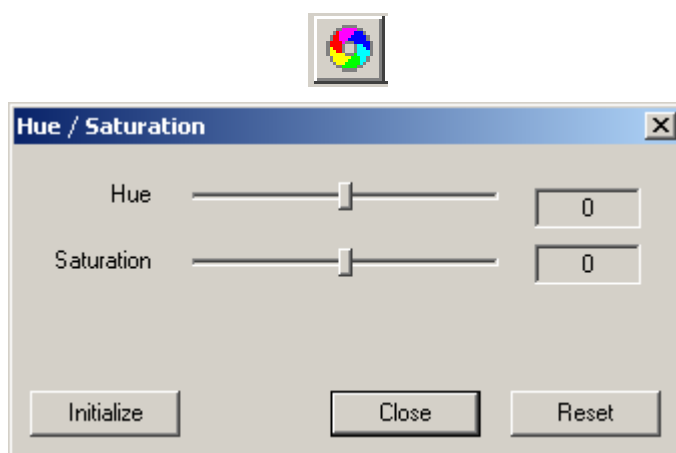 Hue / Saturation
Hue 0
Saturation 0
Initialize Close Reset